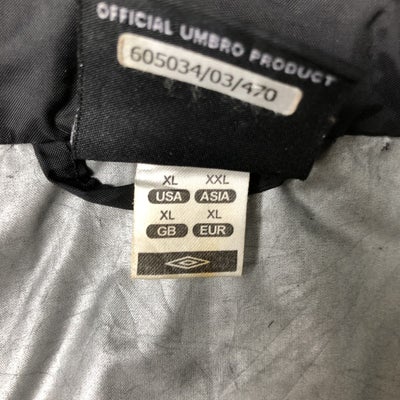 OFFICIAL UMBRO PRODUCT
605034/03/470
XL XXL
USA ASIA
XL XL
GB EUR